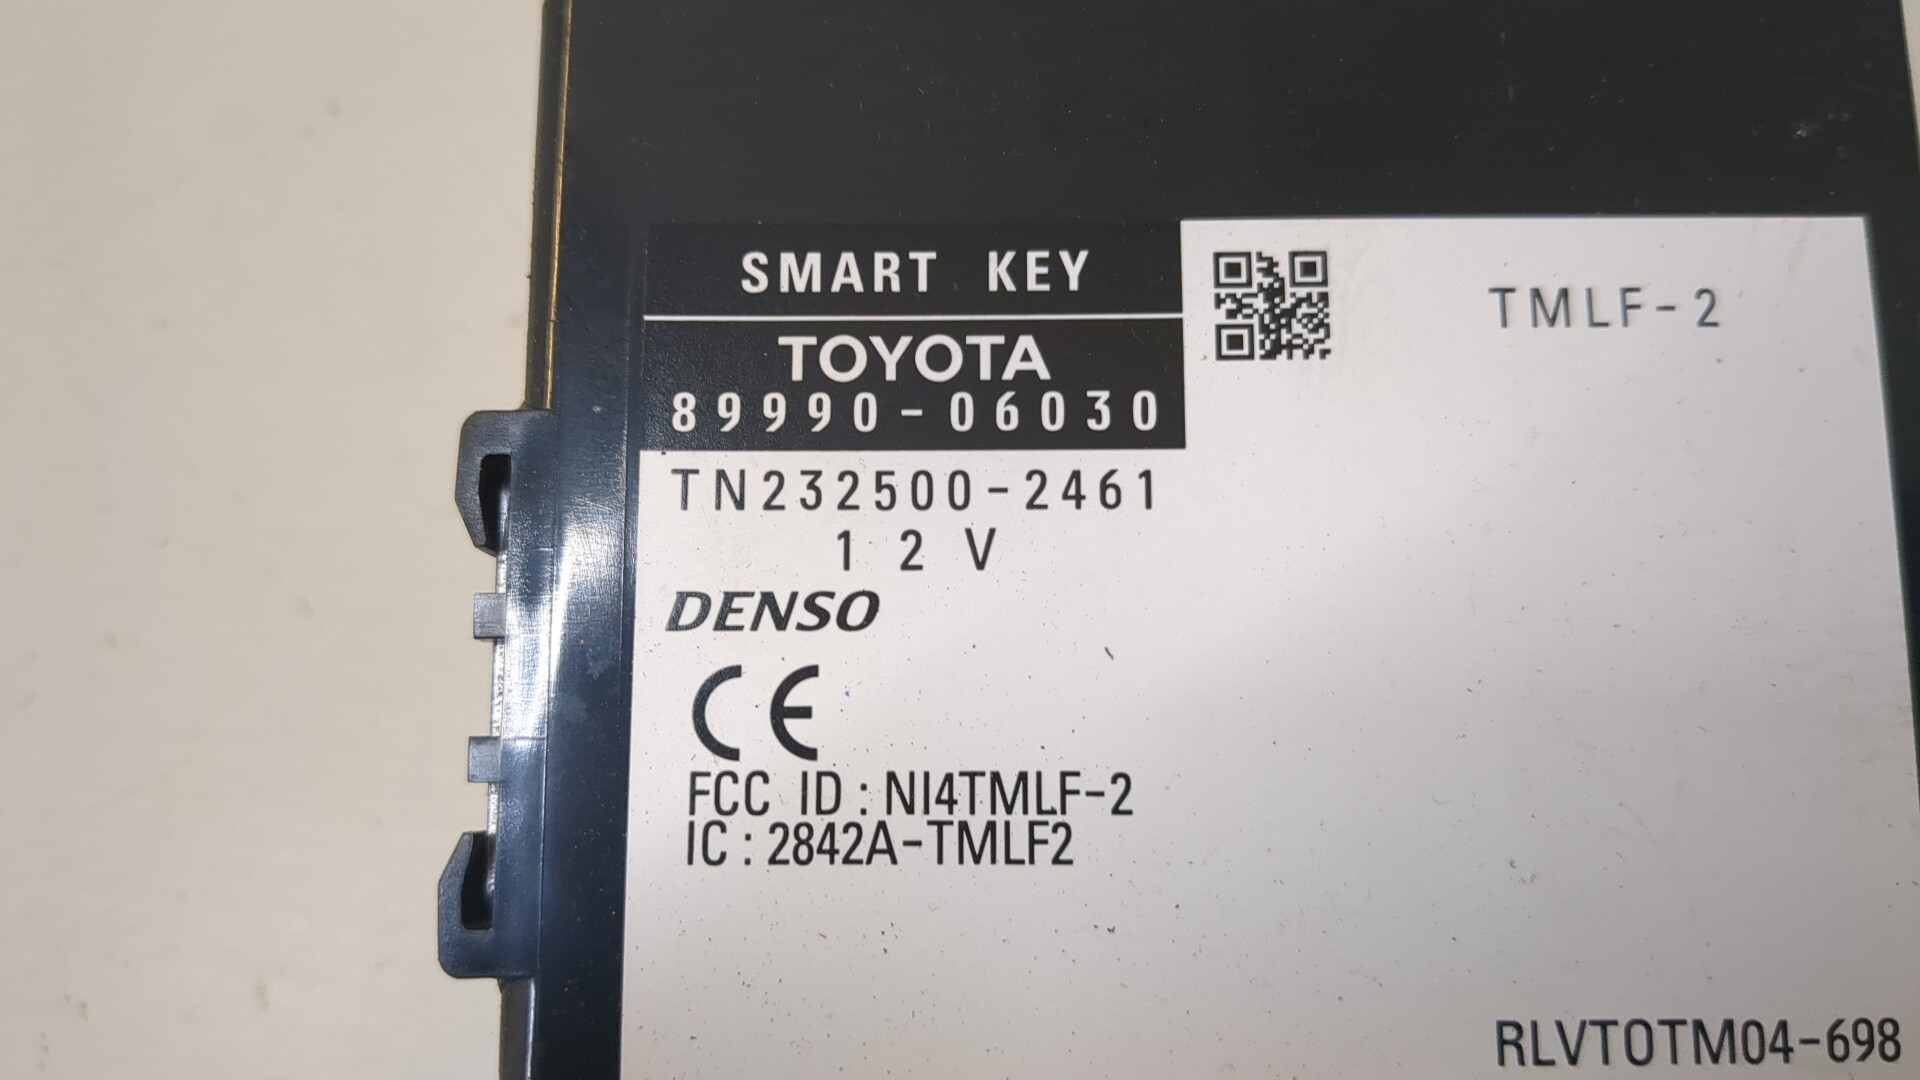 SMART KEY
TOYOTA
89990-06030
TMLF-2
TN232500-2461
12V
DENSO
CE
FCC ID : NI4TMLF-2
IC : 2842A-TMLF2
RLVTOTM04-698